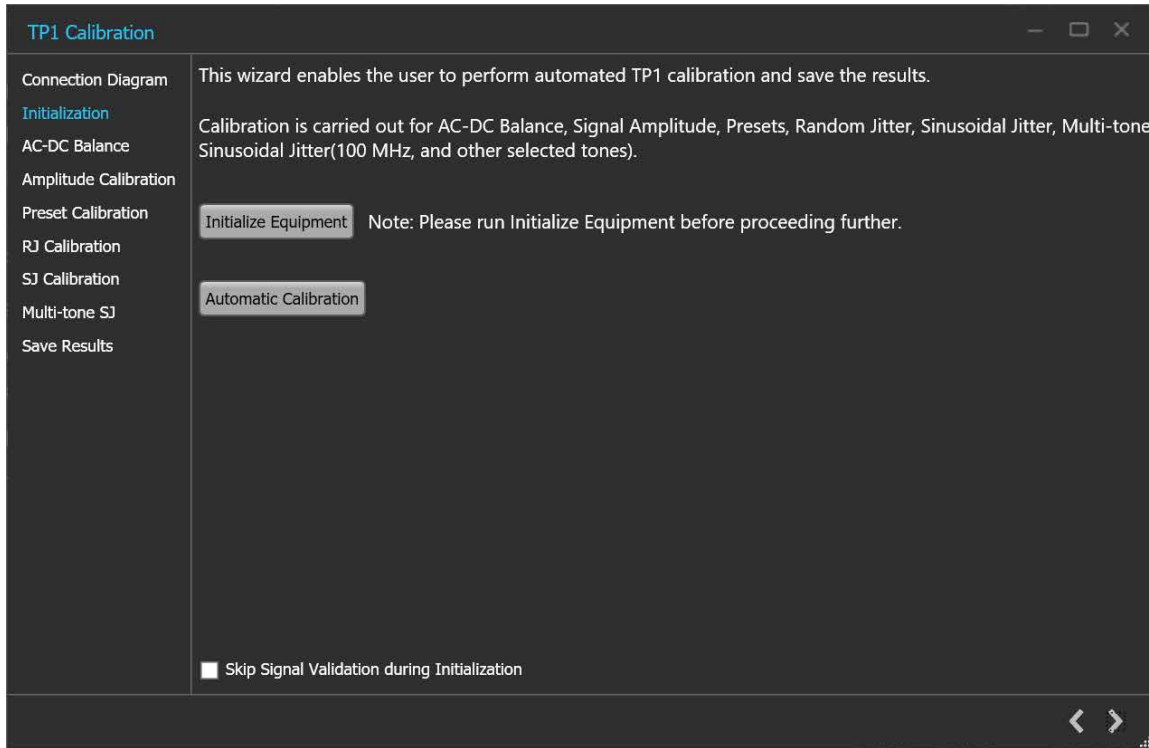 TP1 Calibration
Connection Diagram
Initialization
AC-DC Balance
Amplitude Calibration
Preset Calibration
RJ Calibration
SJ Calibration
Multi-tone SJ
Save Results
This wizard enables the user to perform automated TP1 calibration and save the results.
Calibration is carried out for AC-DC Balance, Signal Amplitude, Presets, Random Jitter, Sinusoidal Jitter, Multi-tone
Sinusoidal Jitter(100 MHz, and other selected tones).
Initialize Equipment Note: Please run Initialize Equipment before proceeding further.
Automatic Calibration
Skip Signal Validation during Initialization